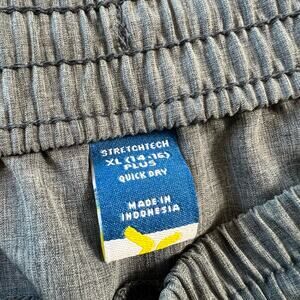 STRETCHTECH
XL (14-16)
PLUS
QUICK DRY
MADE IN
INDONESIA